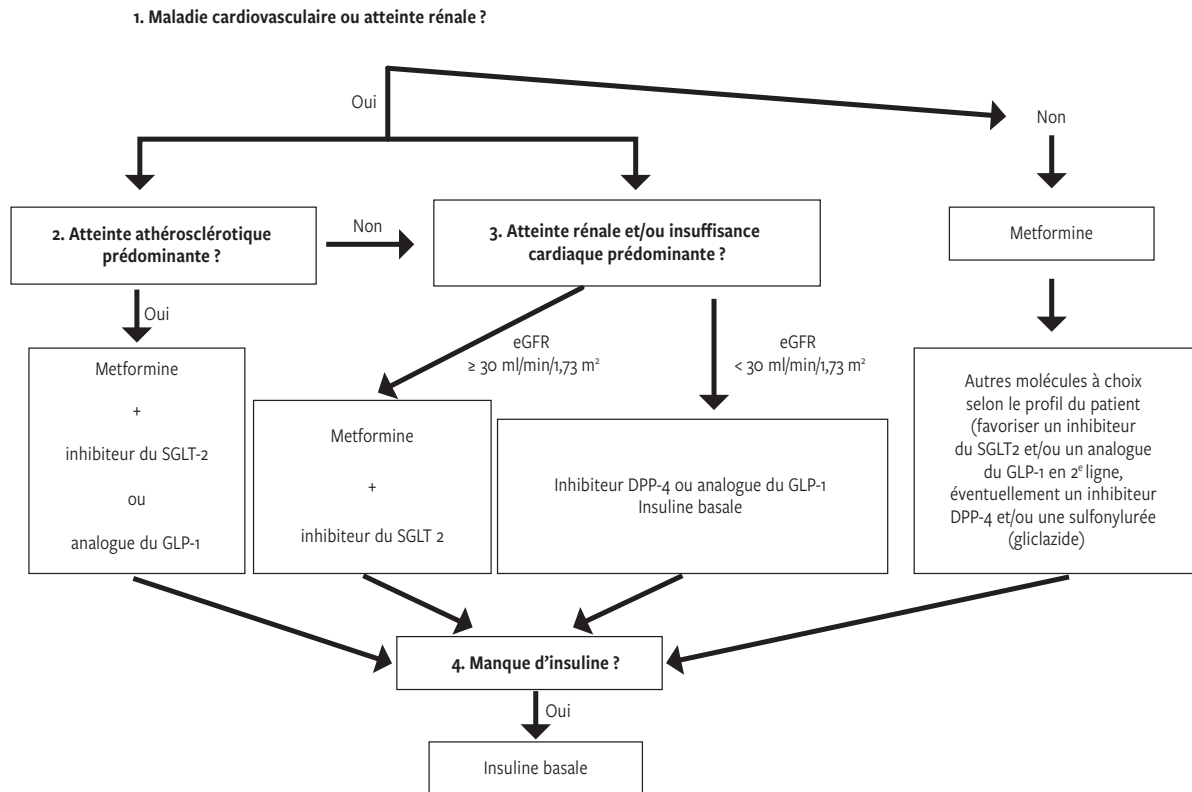 1. Maladie cardiovasculaire ou atteinte rénale ?
Oui
Non
2. Atteinte athérosclérotique
prédominante ?
Non
3. Atteinte rénale et/ou insuffisance
cardiaque prédominante ?
Metformine
Oui
eGFR
≥ 30 ml/min/1,73 m²
eGFR
< 30 ml/min/1,73 m²
Metformine
+
inhibiteur du SGLT-2
ou
analogue du GLP-1
Metformine
+
inhibiteur du SGLT 2
Inhibiteur DPP-4 ou analogue du GLP-1
Insuline basale
Autres molécules à choix
selon le profil du patient
(favoriser un inhibiteur
du SGLT2 et/ou un analogue
du GLP-1 en 2ᵉ ligne,
éventuellement un inhibiteur
DPP-4 et/ou une sulfonylurée
(gliclazide)
4. Manque d’insuline ?
Oui
Insuline basale